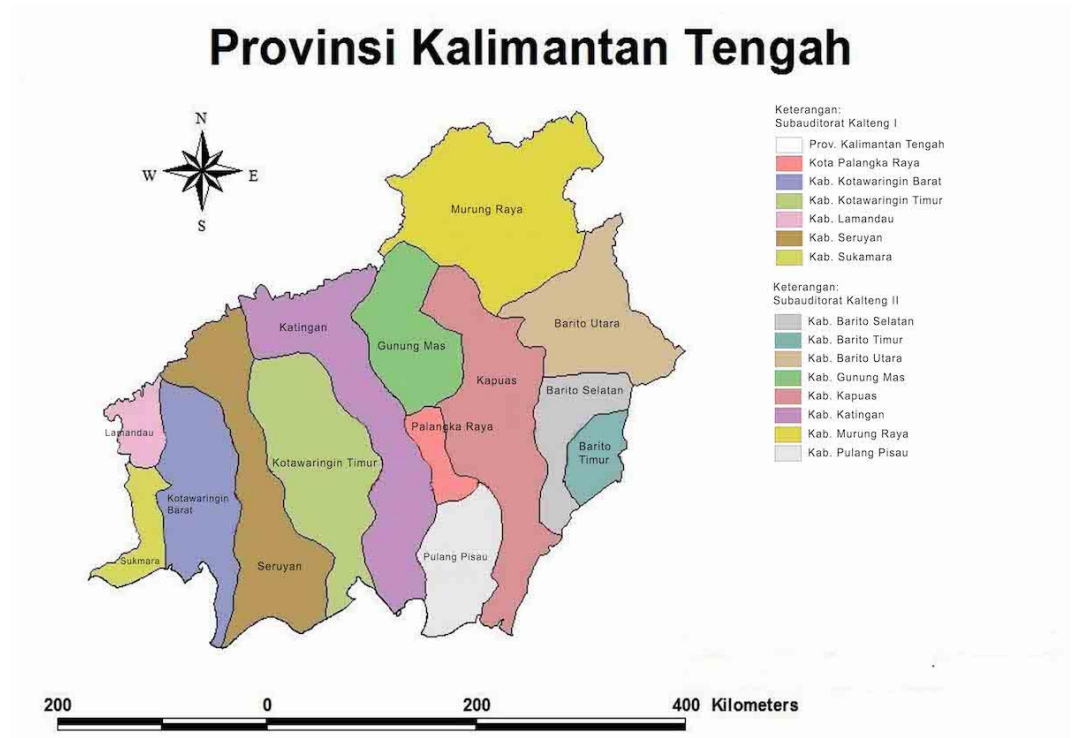 Provinsi Kalimantan Tengah
N
W
E
S
Keterangan:
Subauditorat Kalteng I
Prov. Kalimantan Tengah
Kota Palangka Raya
Kab. Kotawaringin Barat
Kab. Kotawaringin Timur
Kab. Lamandau
Kab. Seruyan
Kab. Sukamara
Keterangan:
Subauditorat Kalteng II
Kab. Barito Selatan
Kab. Barito Timur
Kab. Barito Utara
Kab. Gunung Mas
Kab. Kapuas
Kab. Katingan
Kab. Murung Raya
Kab. Pulang Pisau
Murung Raya
Barito Utara
Katingan
Gunung Mas
Kapuas
Barito Selatan
Palangka Raya
Lamandau
Barito
Timur
Kotawaringin Timur
Kotawaringin
Barat
Pulang Pisau
Sukmara
Seruyan
200
0
200
400
Kilometers